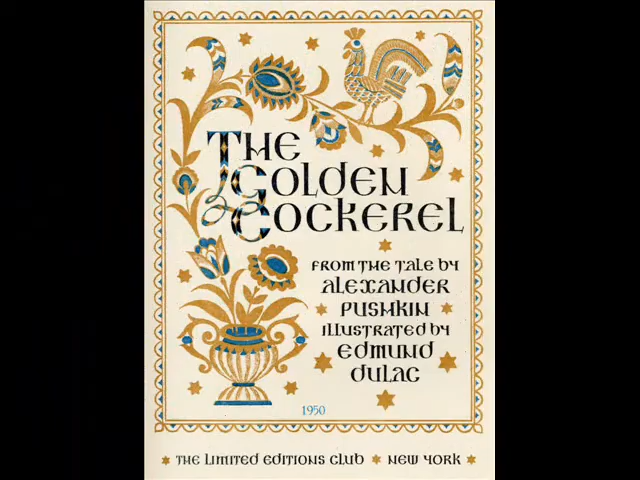 THE
GOLDEN
COCKEREL
FROM THE TALE BY
ALEXANDER
PUSHKIN
ILLUSTRATED BY
EDMUND
DULAC
1950
THE LIMITED EDITIONS CLUB NEW YORK